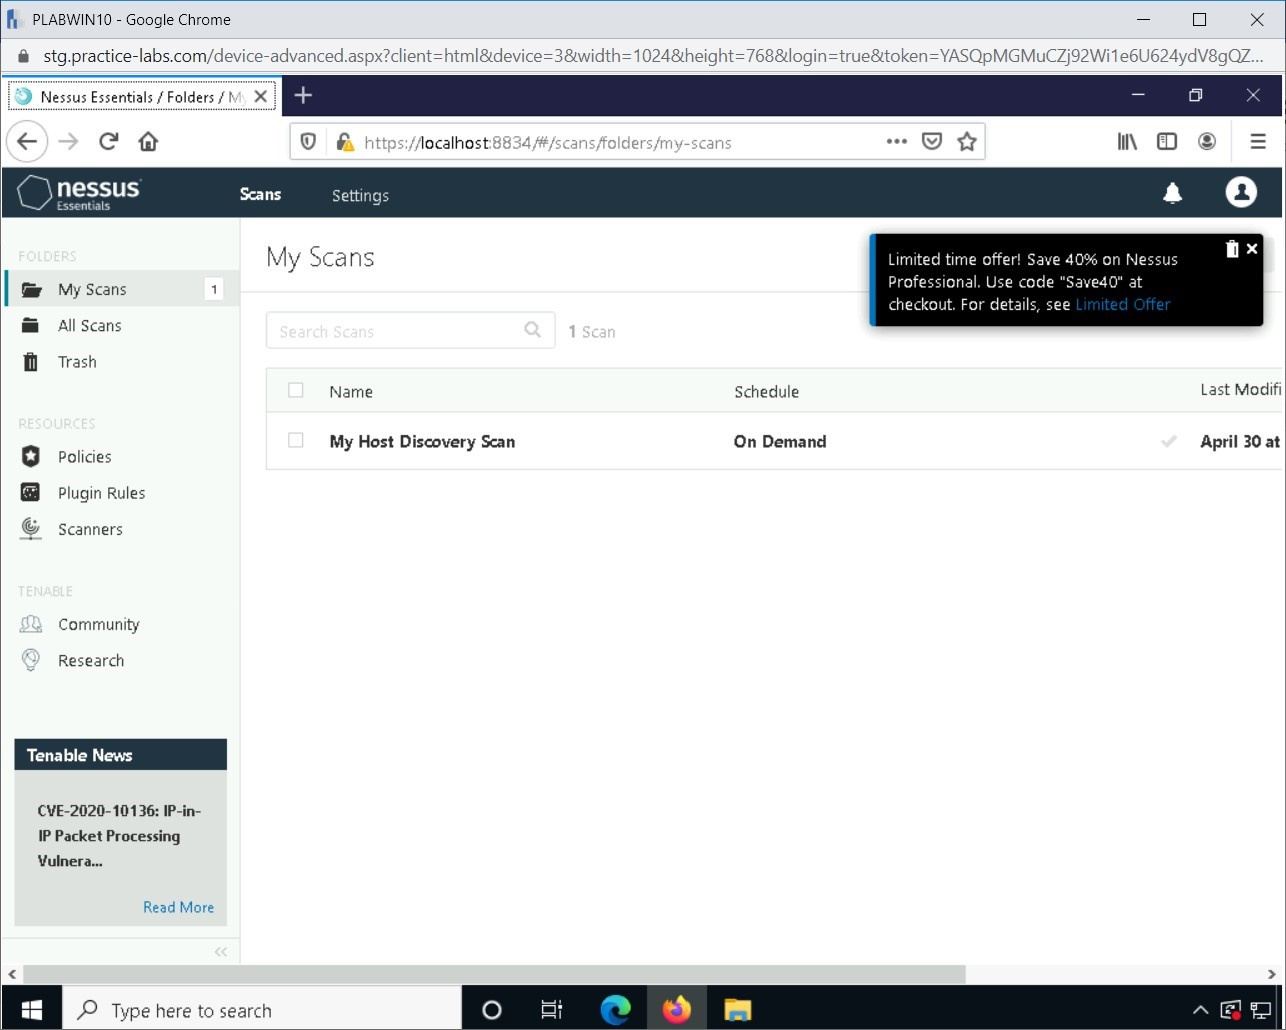 PLABWIN10 - Google Chrome
stg.practice-labs.com/device-advanced.aspx?client=html&device=3&width=1024&height=768&login=true&token=YASQpMGMuCZj92Wi1e6U624ydV8gQZ...
Nessus Essentials / Folders / My
https://localhost:8834/#/scans/folders/my-scans
nessus
Essentials
Scans
Settings
FOLDERS
My Scans
1
All Scans
Trash
RESOURCES
Policies
Plugin Rules
Scanners
TENABLE
Community
Research
Tenable News
CVE-2020-10136: IP-in-
IP Packet Processing
Vulnera...
Read More
My Scans
Limited time offer! Save 40% on Nessus
Professional. Use code "Save40" at
checkout. For details, see Limited Offer
Search Scans
1 Scan
Name
Schedule
Last Modifi
My Host Discovery Scan
On Demand
April 30 at
Type here to search